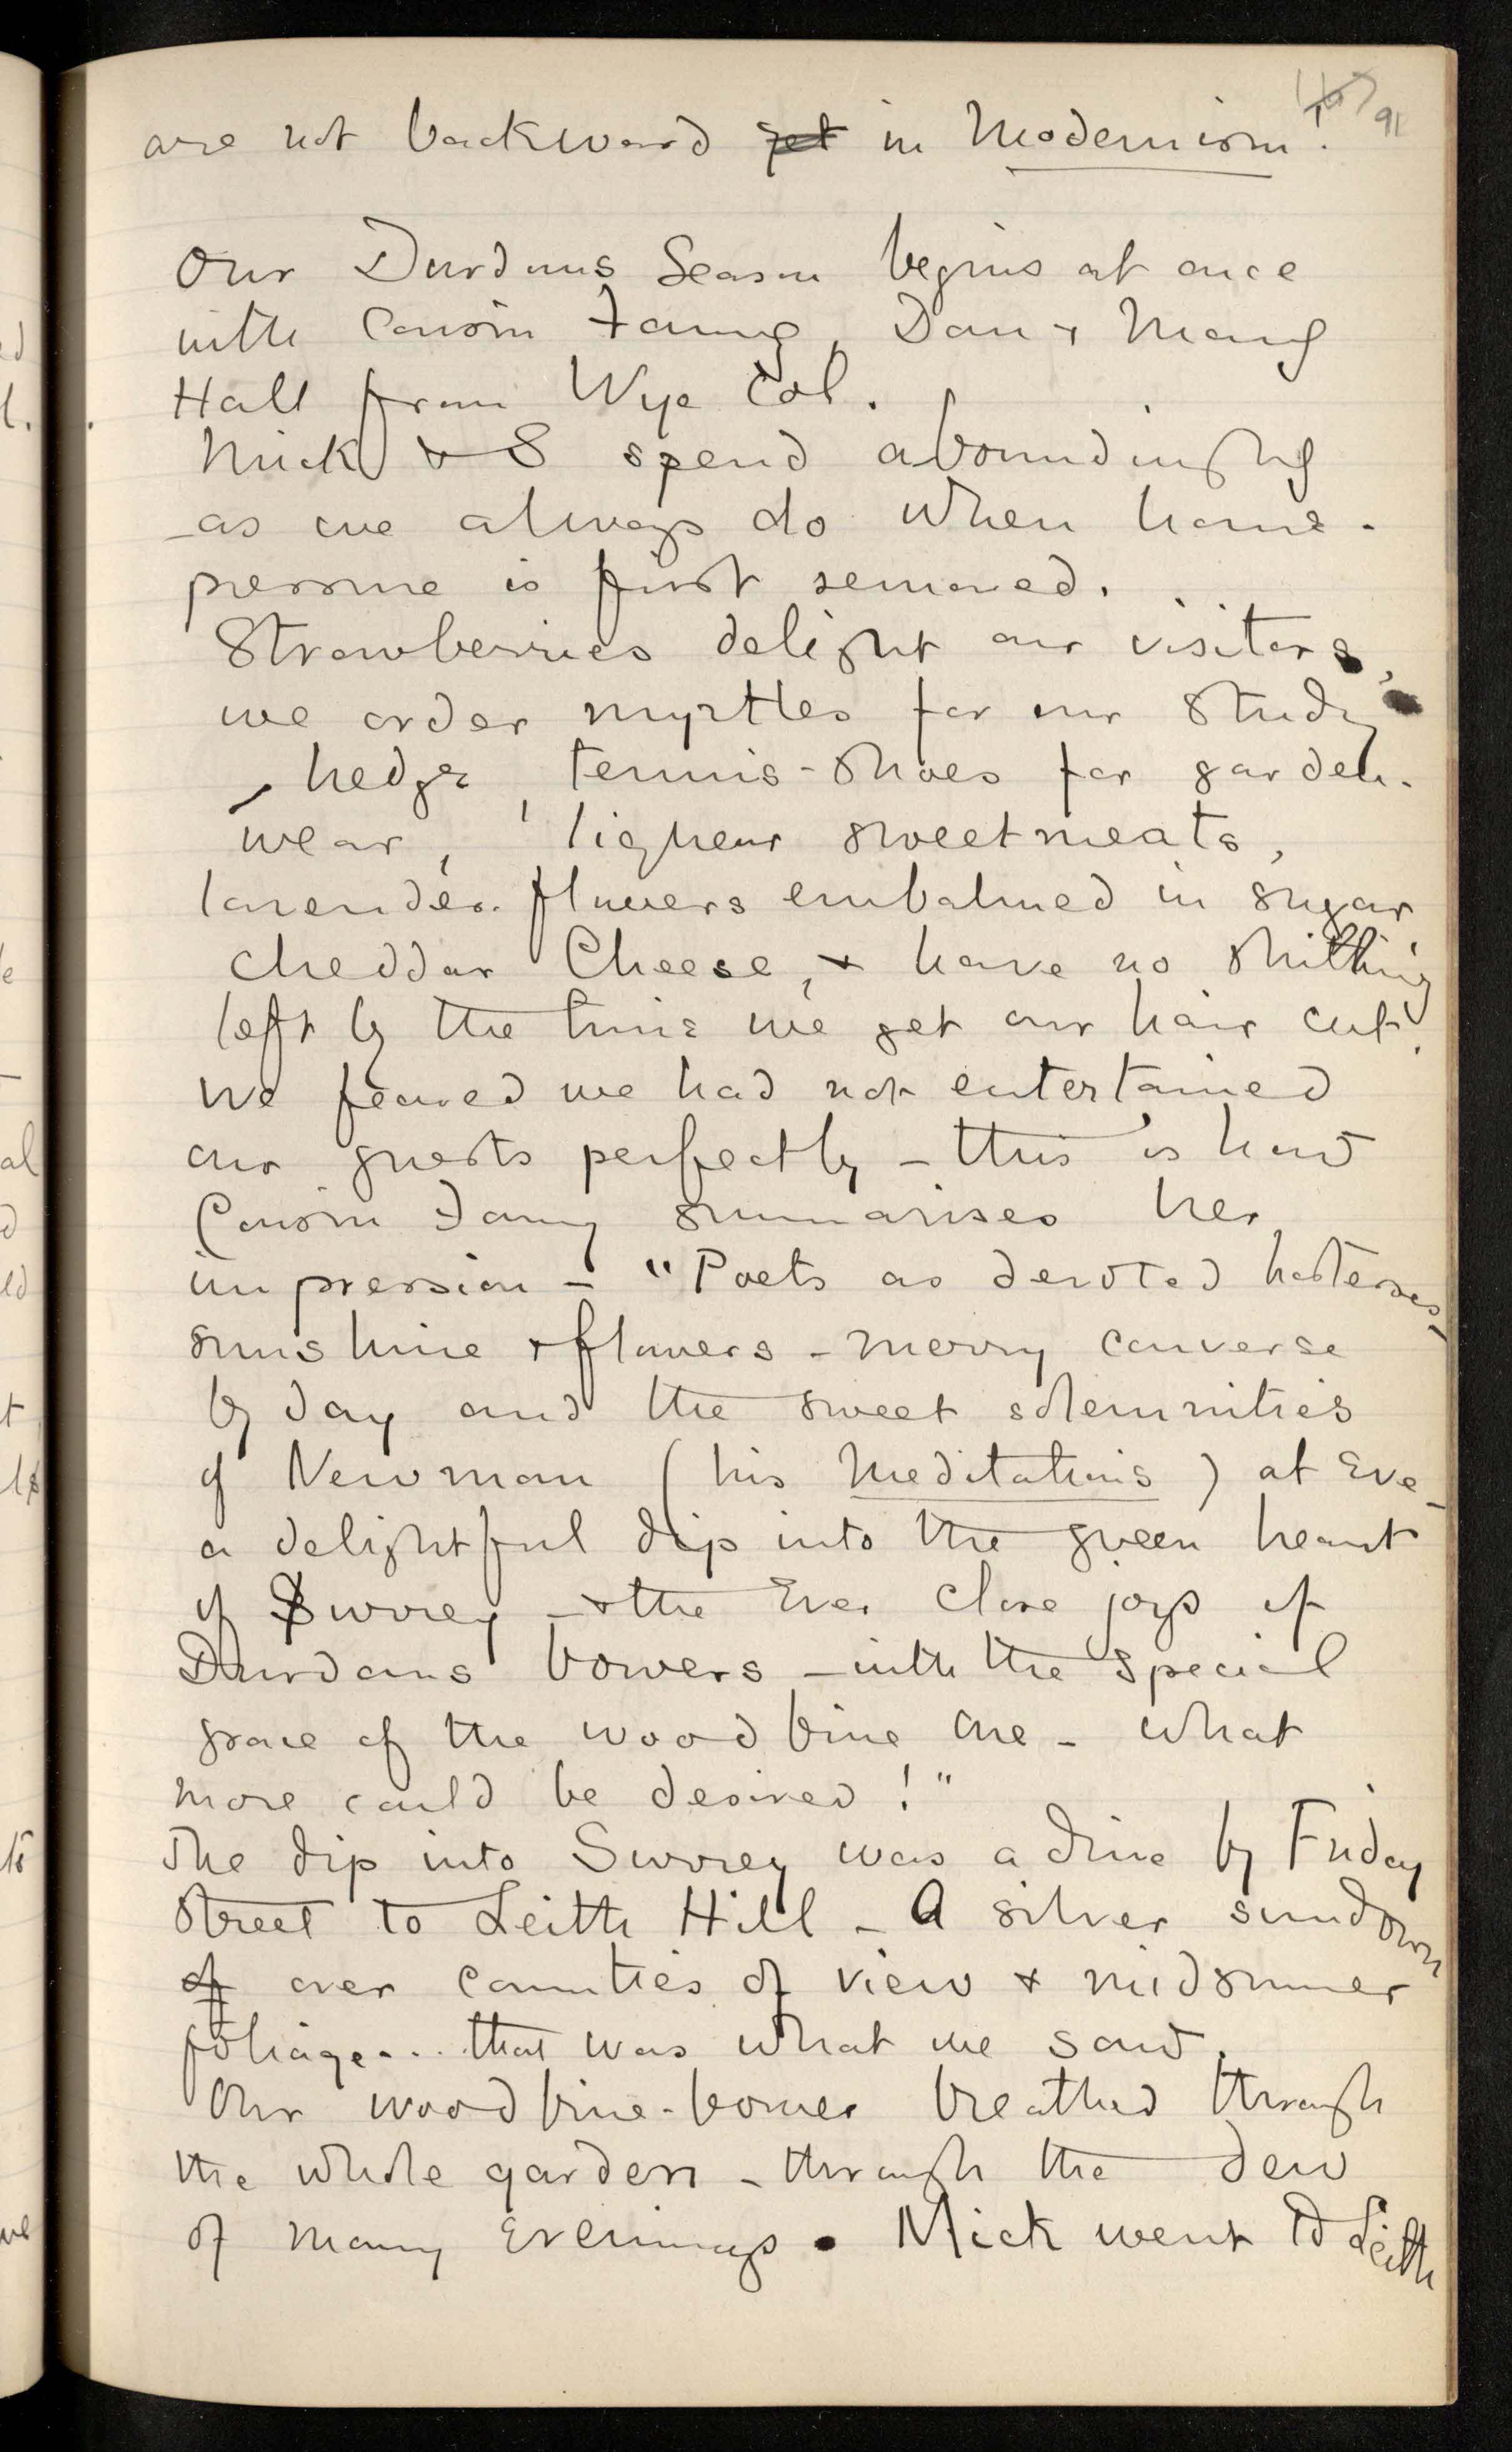 91
are not backward yet in Modernism!
Our Durdans Season begins at once
with Cousin Fanny, Dan & Mary
Hall from Wye Col.
Mick & I spend aboundingly
– as we always do when home-
pressure is first removed.
Strawberries delight our visitors,
we order myrtles for our Study
hedge, tennis-shoes for garden-
wear, liqueur sweetmeats,
lavender-flowers embalmed in sugar
cheddar Cheese, & have no shilling
left by the time we get our hair cut.
We feared we had not entertained
our guests perfectly – this is how
Cousin Fanny summarises her
impression – "Poets as devoted hostesses,
sunshine & flowers – merry converse
by day and the sweet solemnities
of Newman (his Meditations) at Eve –
a delightful dip into the green heart
of Surrey – & the Ever close joys of
Durdans bowers – with the special
grace of the woodbine one – what
more could be desired!"
The dip into Surrey was a drive by Friday
Street to Leith Hill – A silver sundown
of over counties of view & midsummer
foliage... that was what we saw.
Our woodbine-bower breathed through
the whole garden – through the dew
of many Evenings. Mick went to Leith